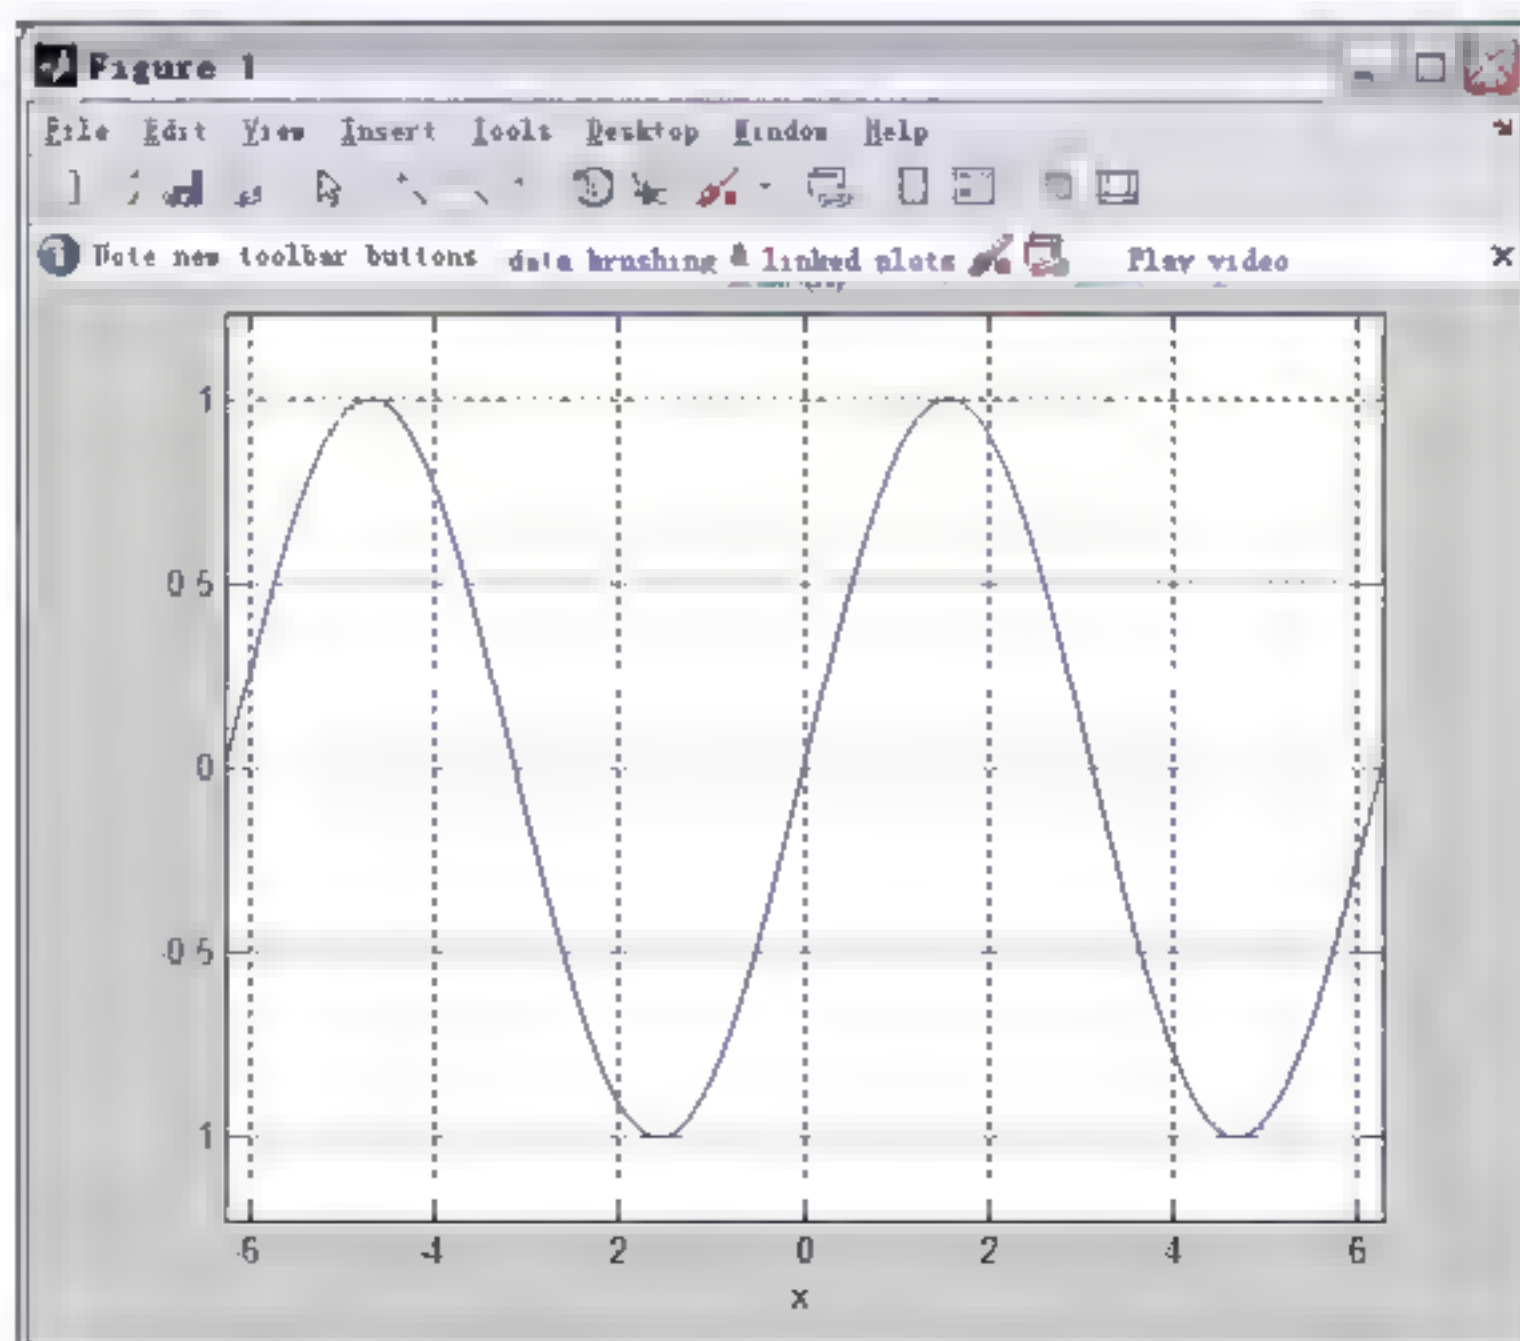 Figure 1
File Edit View Insert Tools Desktop Window Help
Note new toolbar buttons data brushing & linked plots Play video
1
0 5
0
-0 5
1
-6 -4 2 0 2 4 6
x